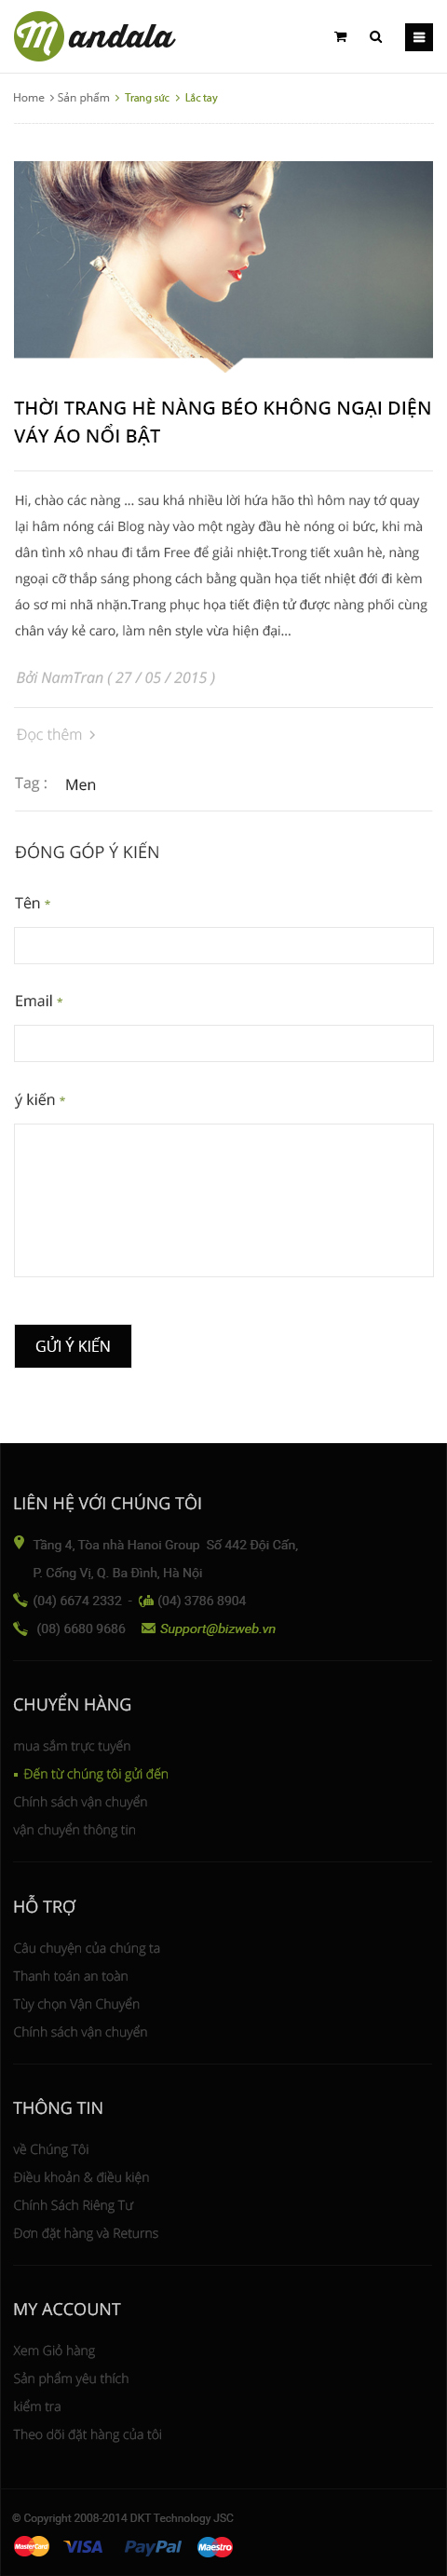 mandala
Home > Sản phẩm > Trang sức > Lắc tay
THỜI TRANG HÈ NÀNG BÉO KHÔNG NGẠI DIỆN
VÁY ÁO NỔI BẬT
Hi, chào các nàng ... sau khá nhiều lời hứa hão thì hôm nay tớ quay
lại hâm nóng cái Blog này vào một ngày đầu hè nóng oi bức, khi mà
dân tình xô nhau đi tắm Free để giải nhiệt.Trong tiết xuân hè, nàng
ngoại cỡ thắp sáng phong cách bằng quần họa tiết nhiệt đới đi kèm
áo sơ mi nhã nhặn.Trang phục họa tiết điện tử được nàng phối cùng
chân váy kẻ caro, làm nên style vừa hiện đại...
Bởi NamTran ( 27 / 05 / 2015 )
Đọc thêm >
Tag : Men
ĐÓNG GÓP Ý KIẾN
Tên *
Email *
ý kiến *
GỬI Ý KIẾN
LIÊN HỆ VỚI CHÚNG TÔI
Tầng 4, Tòa nhà Hanoi Group Số 442 Đội Cấn,
P. Cống Vị, Q. Ba Đình, Hà Nội
(04) 6674 2332 - (04) 3786 8904
(08) 6680 9686 Support@bizweb.vn
CHUYỂN HÀNG
mua sắm trực tuyến
▪ Đến từ chúng tôi gửi đến
Chính sách vận chuyển
vận chuyển thông tin
HỖ TRỢ
Câu chuyện của chúng ta
Thanh toán an toàn
Tùy chọn Vận Chuyển
Chính sách vận chuyển
THÔNG TIN
về Chúng Tôi
Điều khoản & điều kiện
Chính Sách Riêng Tư
Đơn đặt hàng và Returns
MY ACCOUNT
Xem Giỏ hàng
Sản phẩm yêu thích
kiểm tra
Theo dõi đặt hàng của tôi
© Copyright 2008-2014 DKT Technology JSC
MasterCard VISA PayPal Maestro